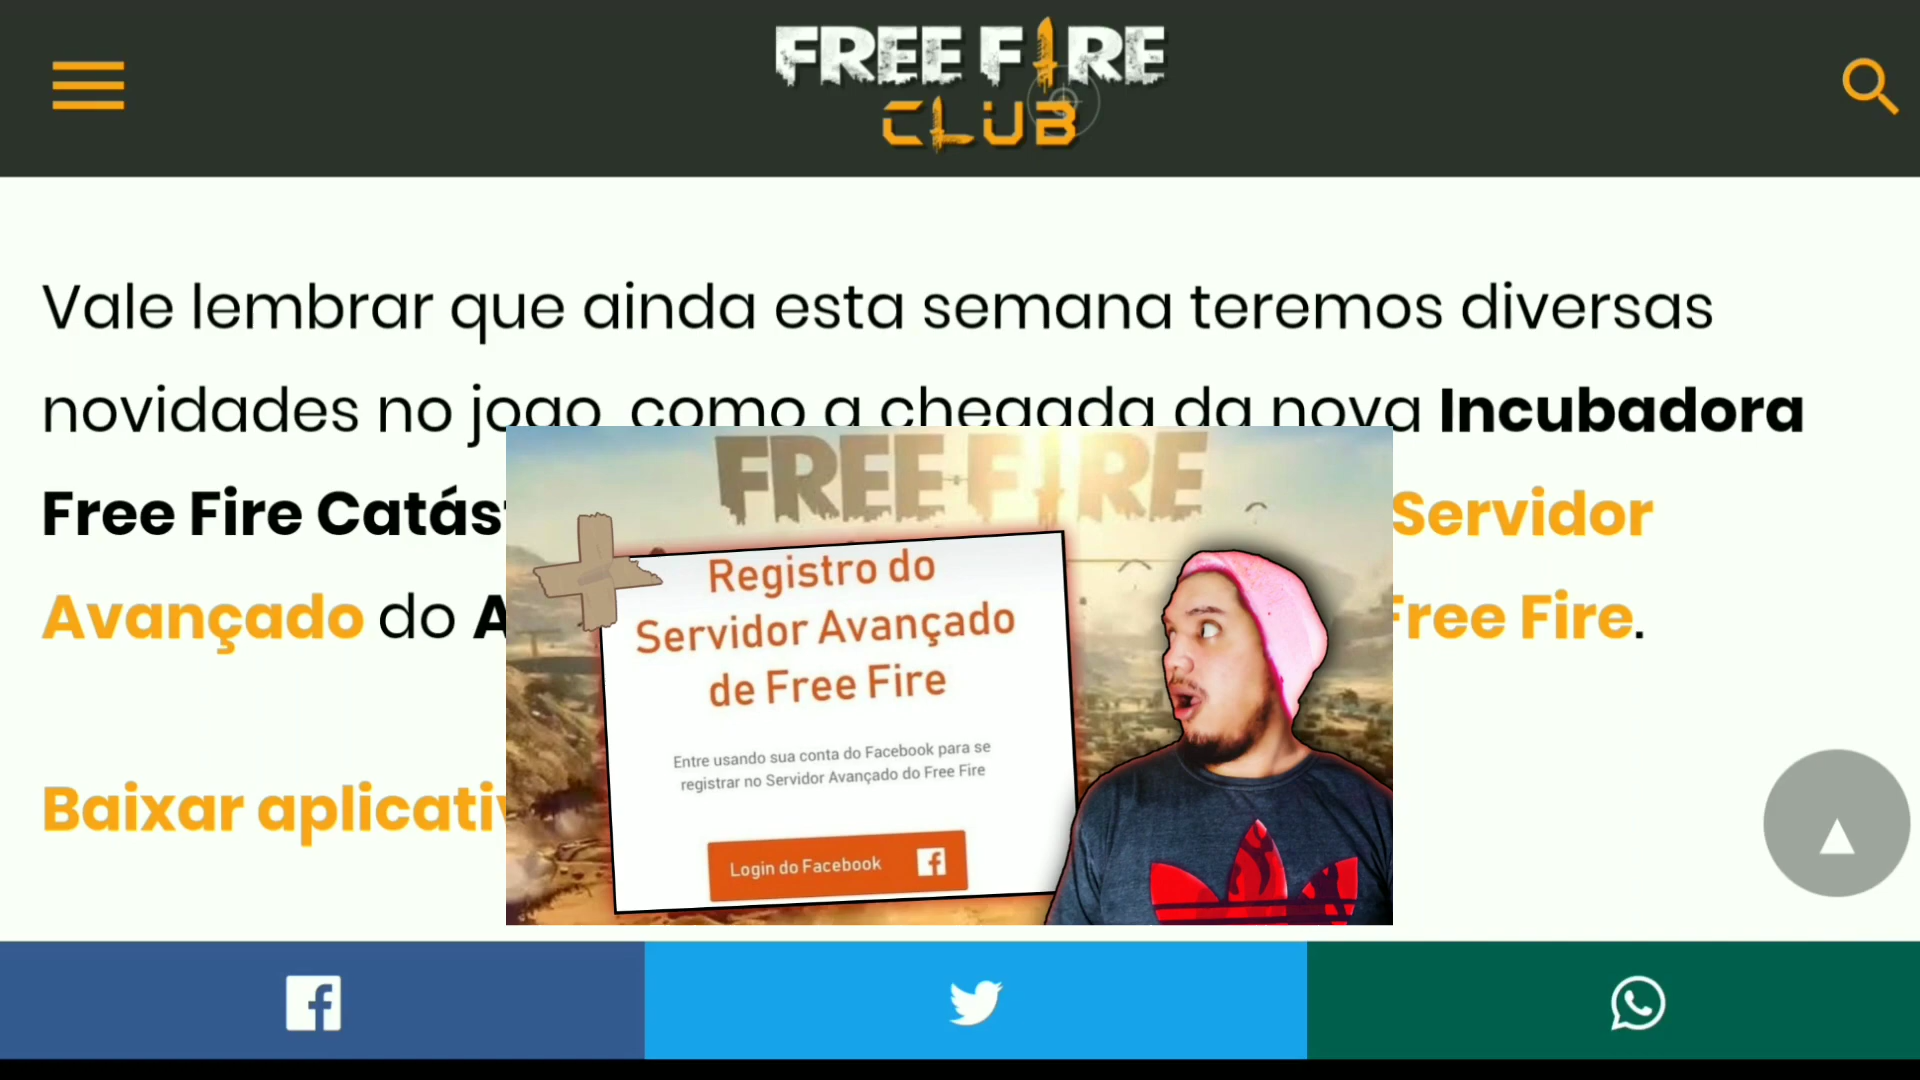 FREE FIRE
CLUB
Vale lembrar que ainda esta semana teremos diversas
novidades no jogo, como a chegada da nova Incubadora
Free Fire Servidor
Avançado do Free Fire.
Baixar
FREE FIRE
Registro do
Servidor Avançado
de Free Fire
Entre usando sua conta do Facebook para se
registrar no Servidor Avançado do Free Fire
Login do Facebook